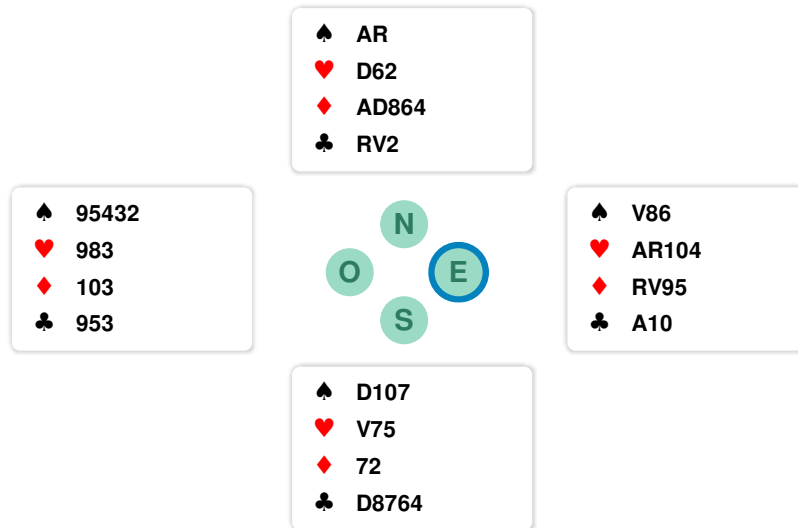 ♠ AR
♥ D62
♦ AD864
♣ RV2
♠ 95432
♥ 983
♦ 103
♣ 953
N
O E
S
♠ V86
♥ AR104
♦ RV95
♣ A10
♠ D107
♥ V75
♦ 72
♣ D8764